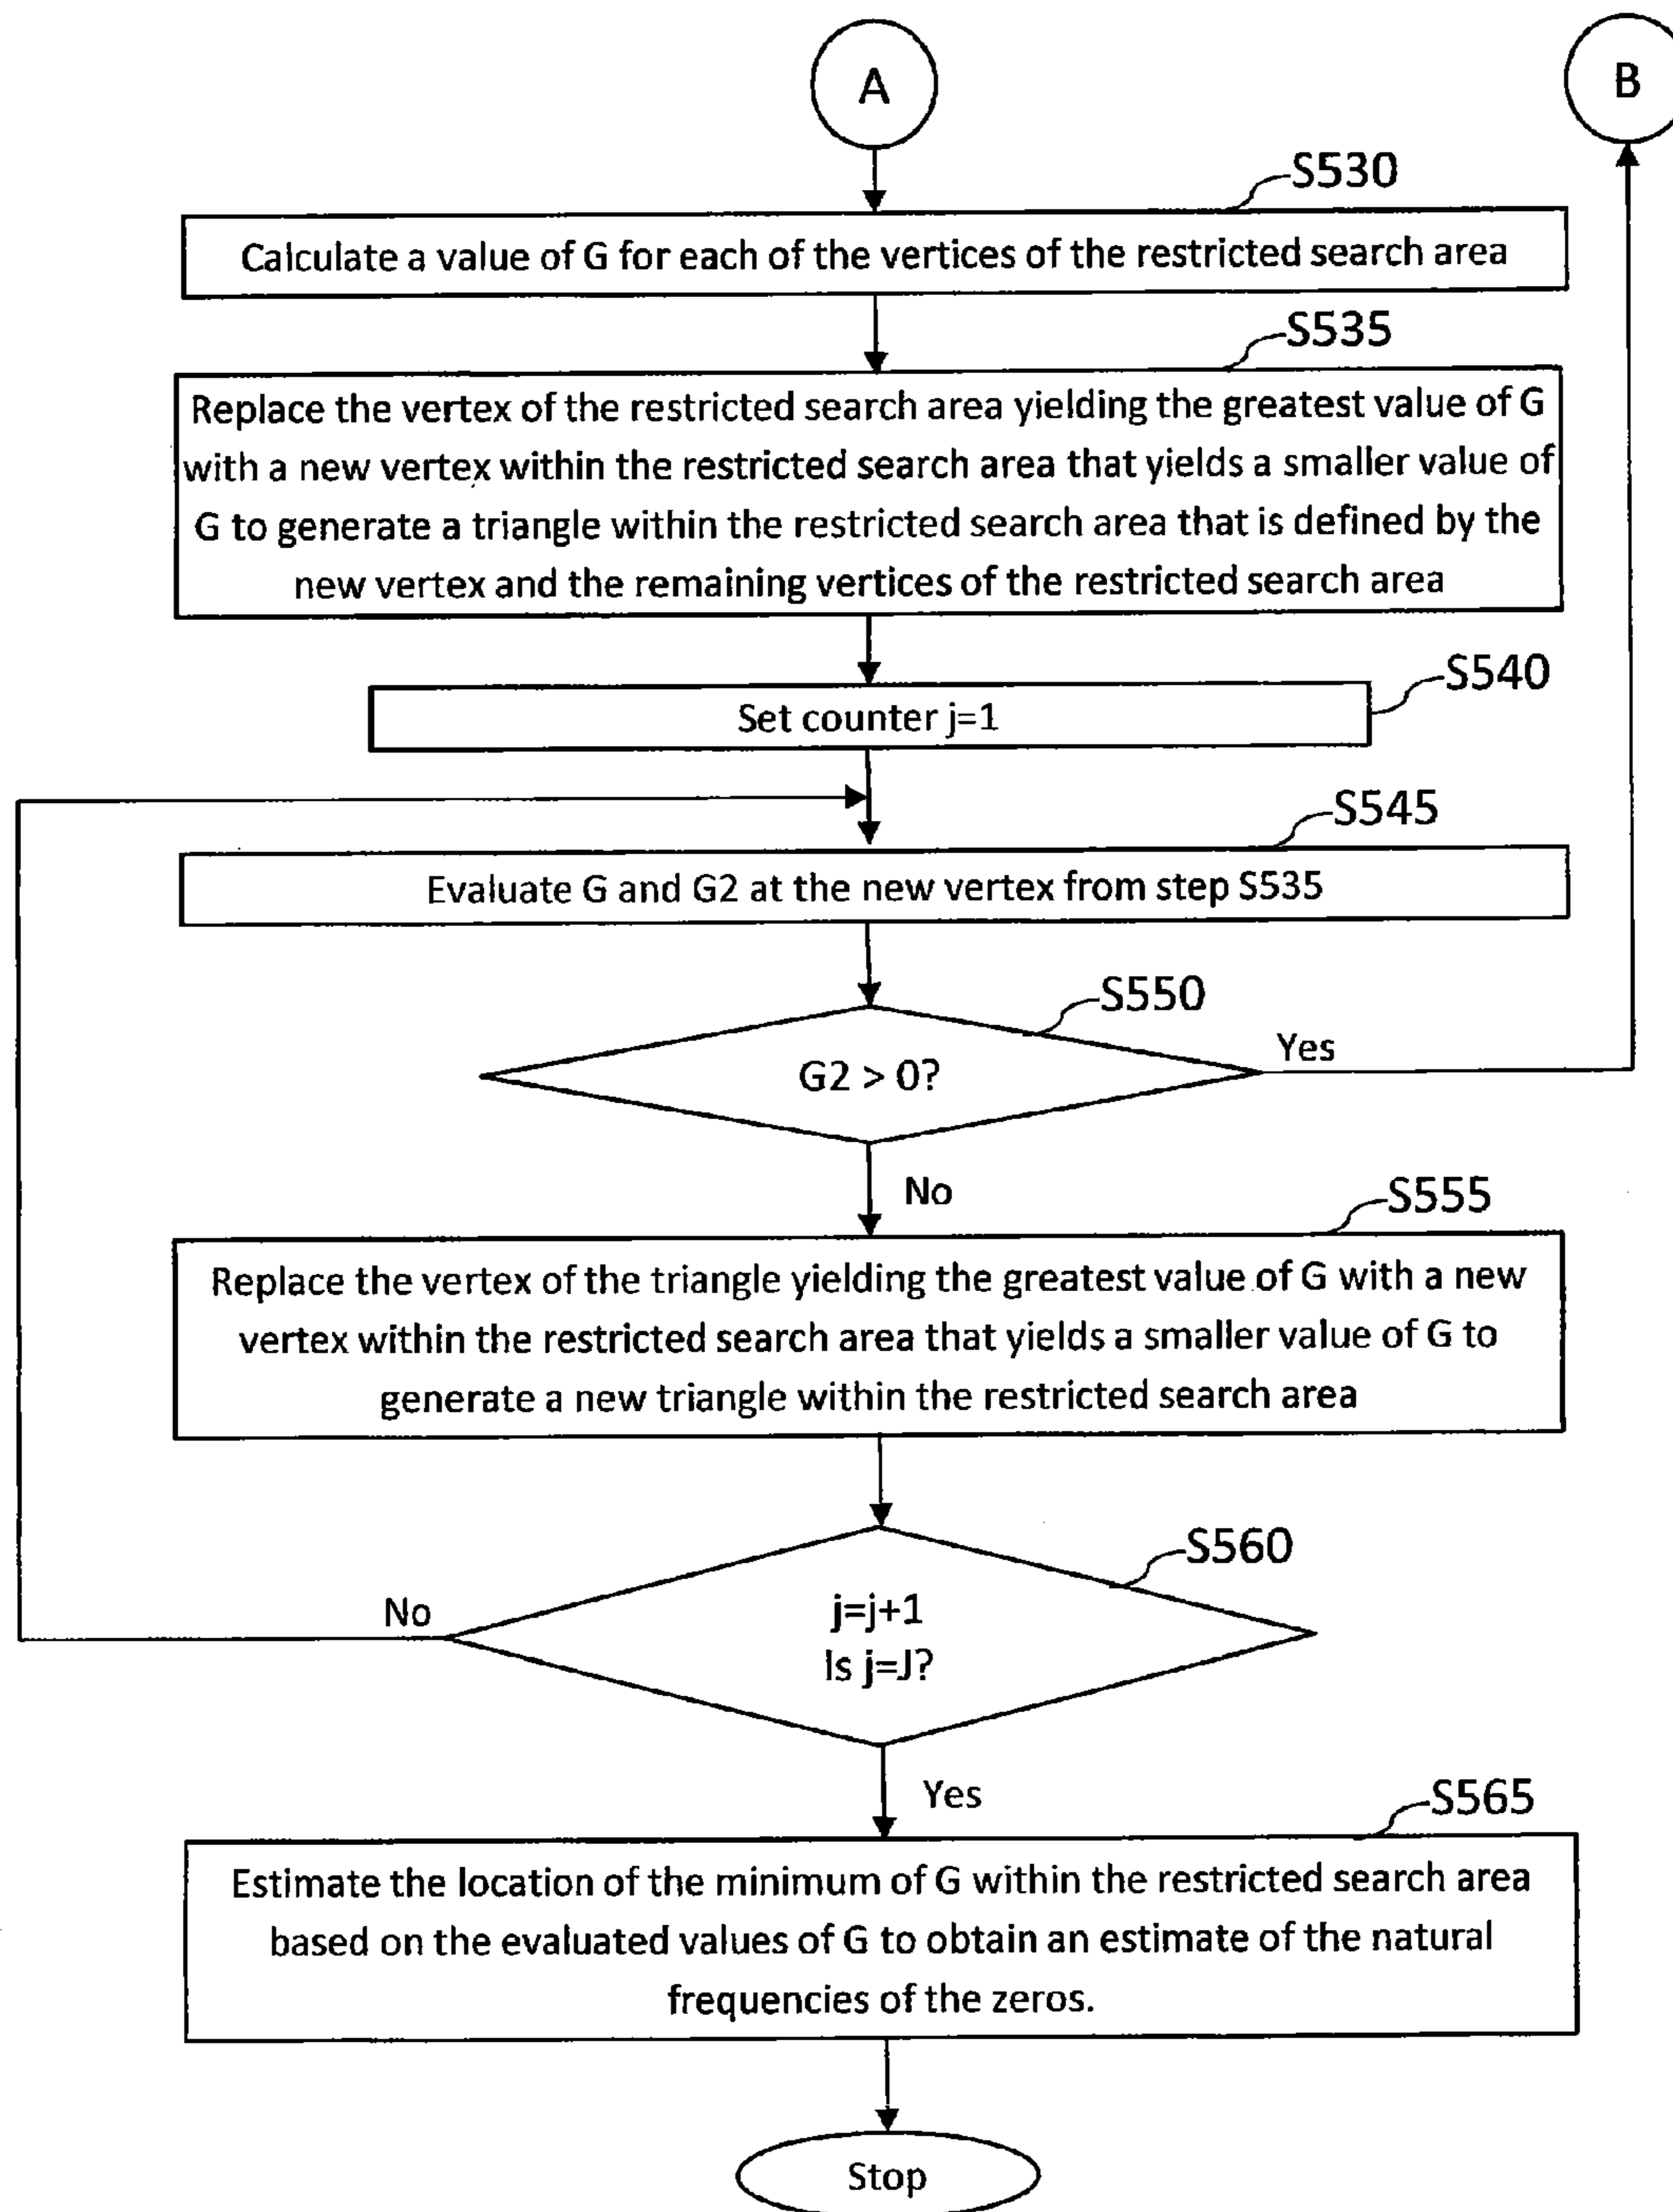 A
B
S530
Calculate a value of G for each of the vertices of the restricted search area
S535
Replace the vertex of the restricted search area yielding the greatest value of G
with a new vertex within the restricted search area that yields a smaller value of
G to generate a triangle within the restricted search area that is defined by the
new vertex and the remaining vertices of the restricted search area
S540
Set counter j=1
S545
Evaluate G and G2 at the new vertex from step S535
S550
G2 > 0?
Yes
No
S555
Replace the vertex of the triangle yielding the greatest value of G with a new
vertex within the restricted search area that yields a smaller value of G to
generate a new triangle within the restricted search area
S560
j=j+1
Is j=J?
No
Yes
S565
Estimate the location of the minimum of G within the restricted search area
based on the evaluated values of G to obtain an estimate of the natural
frequencies of the zeros.
Stop